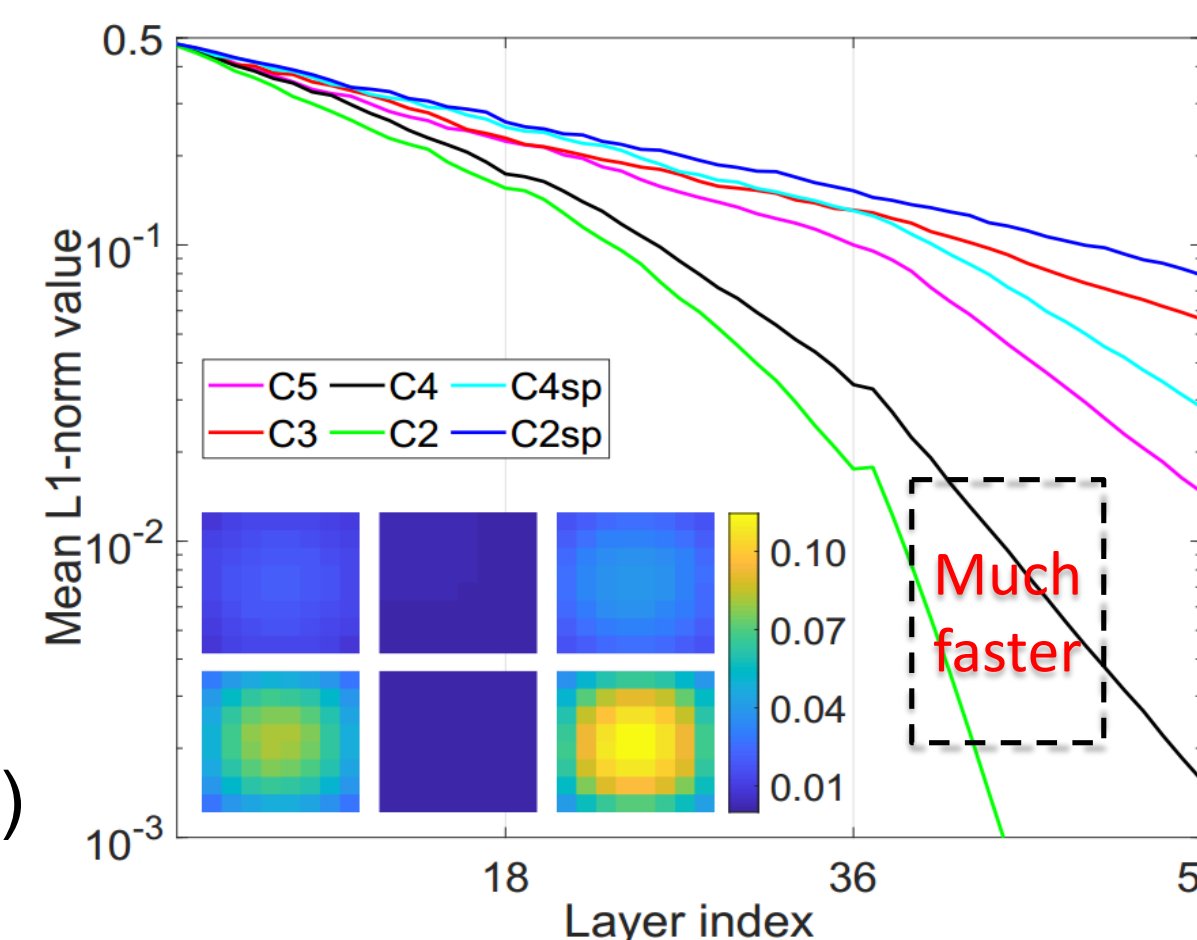 0.5
10-1
10-2
10-3
Mean L1-norm value
C5 C4 C4sp
C3 C2 C2sp
0.10
0.07
0.04
0.01
Much
faster
)
18 36 5
Layer index